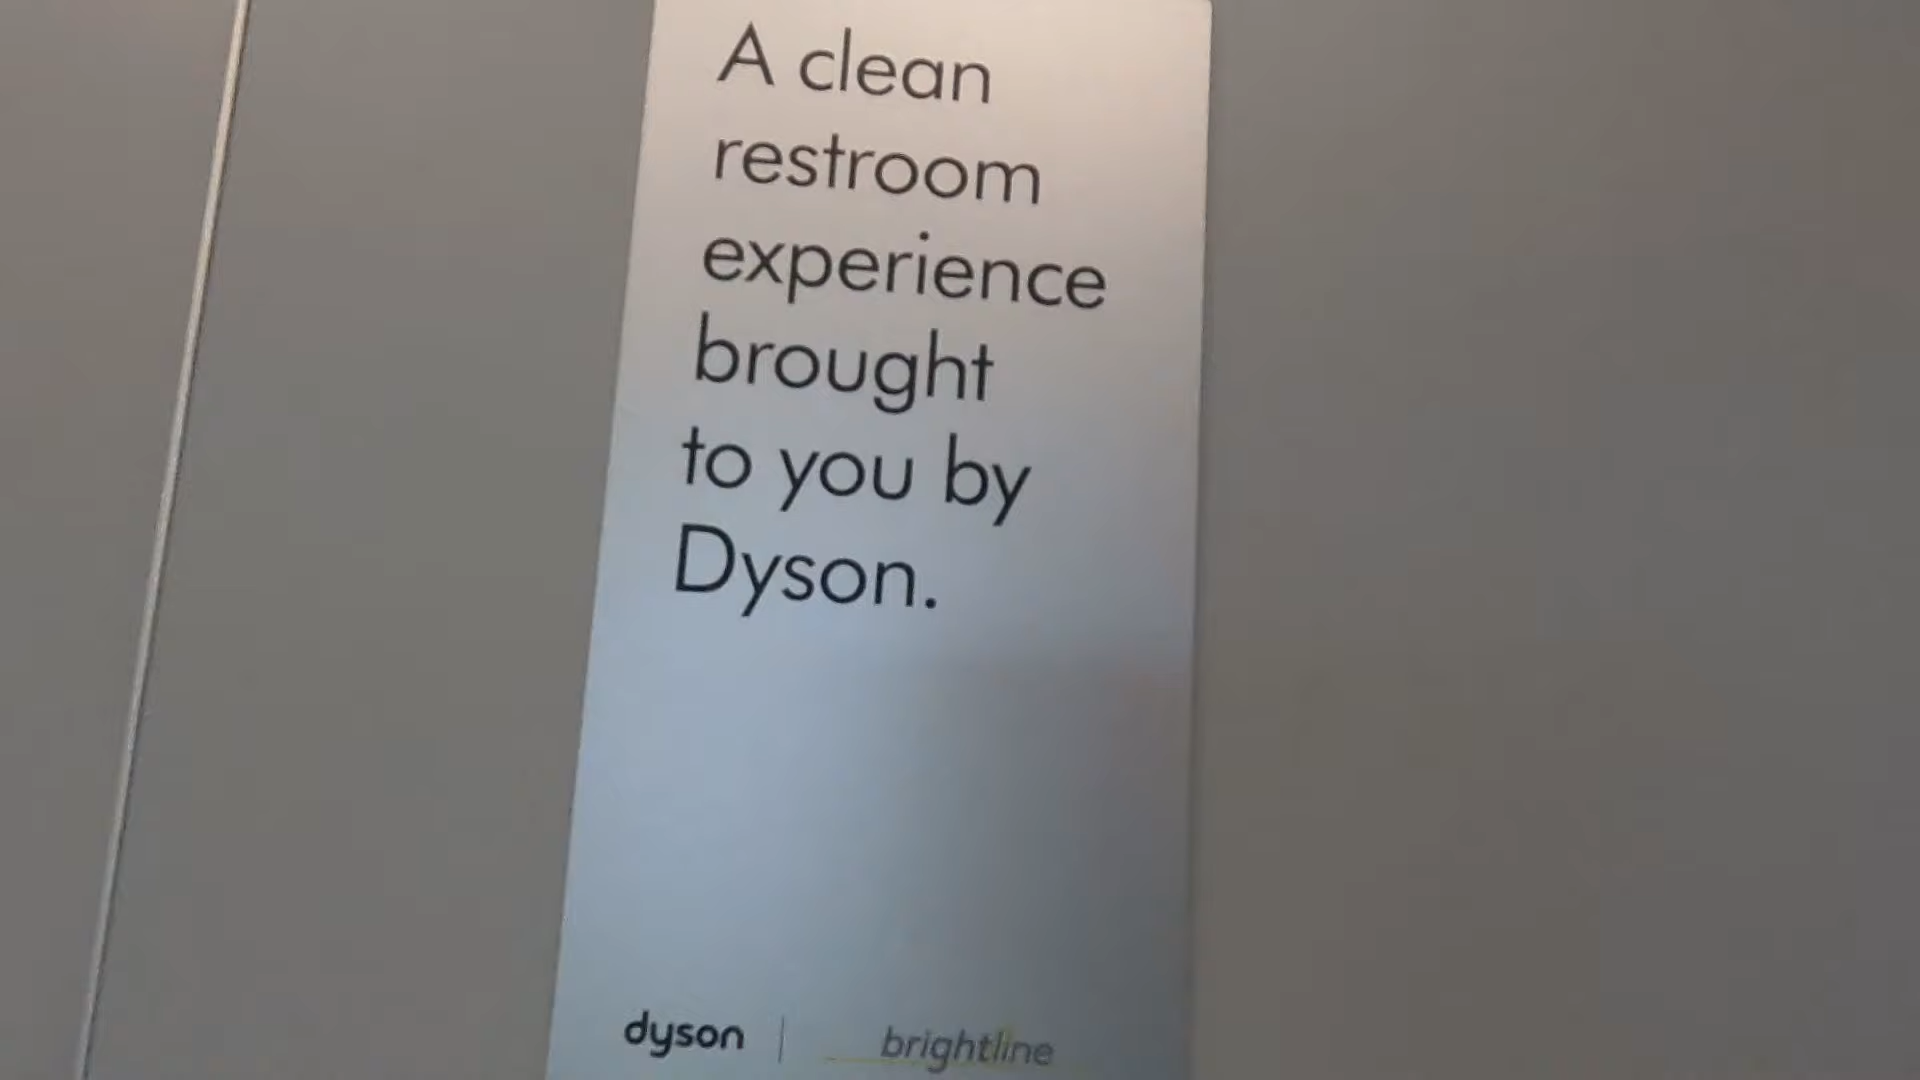 A clean
restroom
experience
brought
to you by
Dyson.
dyson | brightline